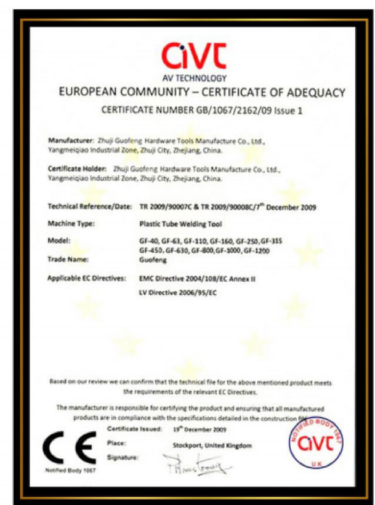 AVT
AV TECHNOLOGY
EUROPEAN COMMUNITY – CERTIFICATE OF ADEQUACY
CERTIFICATE NUMBER GB/1067/2162/09 Issue 1
Manufacturer: Zhuji Guofeng Hardware Tools Manufacture Co., Ltd.,
Yangmeiqiao Industrial Zone, Zhuji City, Zhejiang, China.
Certificate Holder: Zhuji Guofeng Hardware Tools Manufacture Co., Ltd.,
Yangmeiqiao Industrial Zone, Zhuji City, Zhejiang, China.
Technical Reference/Date: TR 2009/90007C & TR 2009/90008C/7th December 2009
Machine Type: Plastic Tube Welding Tool
Model: GF-40, GF-63, GF-110, GF-160, GF-250, GF-315
GF-450, GF-630, GF-800, GF-1000, GF-1200
Trade Name: Guofeng
Applicable EC Directives: EMC Directive 2004/108/EC Annex II
LV Directive 2006/95/EC
Based on our review we can confirm that the technical file for the above mentioned product meets
the requirements of the relevant EC Directives.
The manufacturer is responsible for certifying the product and ensuring that all manufactured
products are in compliance with the specifications detailed in the construction
Certificate Issued: 19th December 2009
Place: Stockport, United Kingdom
Signature:
CE
Notified Body 1067
NOTIFIED BODY 1067
AVT
UK